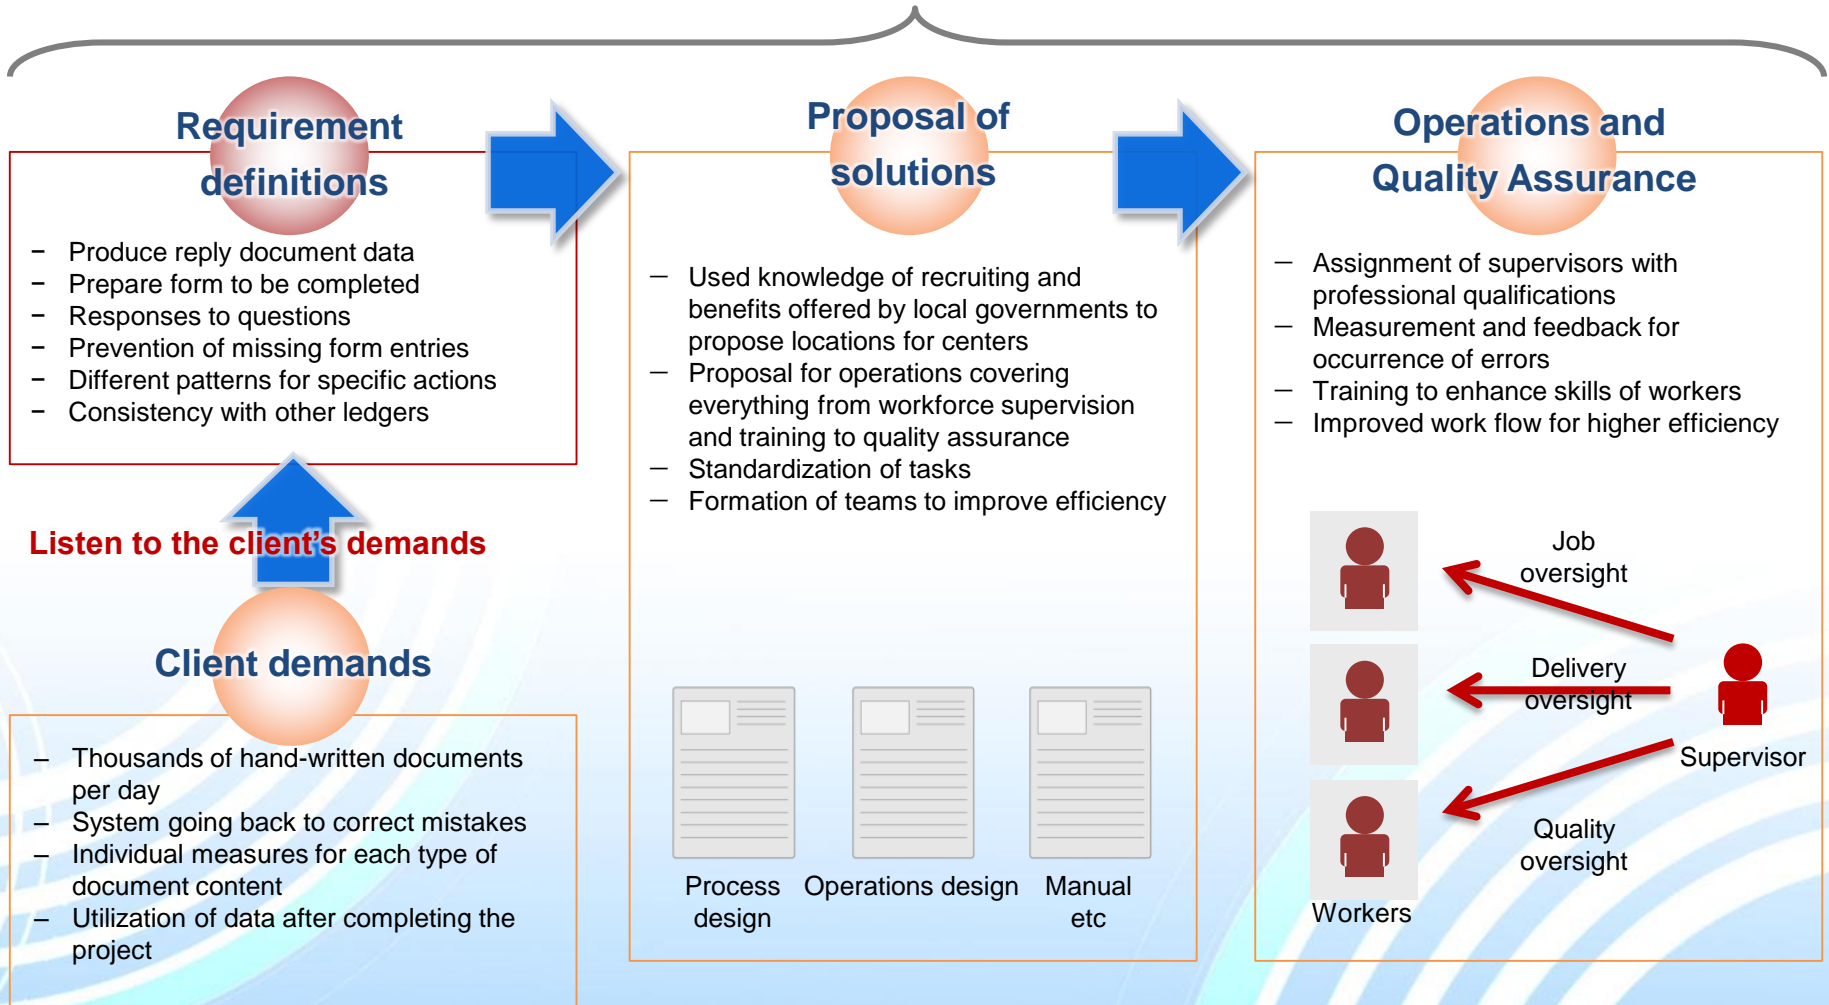 Requirement
definitions
− Produce reply document data
− Prepare form to be completed
− Responses to questions
− Prevention of missing form entries
− Different patterns for specific actions
− Consistency with other ledgers
Listen to the client's demands
Client demands
– Thousands of hand-written documents
per day
– System going back to correct mistakes
– Individual measures for each type of
document content
– Utilization of data after completing the
project
Proposal of
solutions
― Used knowledge of recruiting and
benefits offered by local governments to
propose locations for centers
― Proposal for operations covering
everything from workforce supervision
and training to quality assurance
― Standardization of tasks
― Formation of teams to improve efficiency
Process
design
Operations design
Manual
etc
Operations and
Quality Assurance
― Assignment of supervisors with
professional qualifications
― Measurement and feedback for
occurrence of errors
― Training to enhance skills of workers
― Improved work flow for higher efficiency
Job
oversight
Delivery
oversight
Supervisor
Quality
oversight
Workers